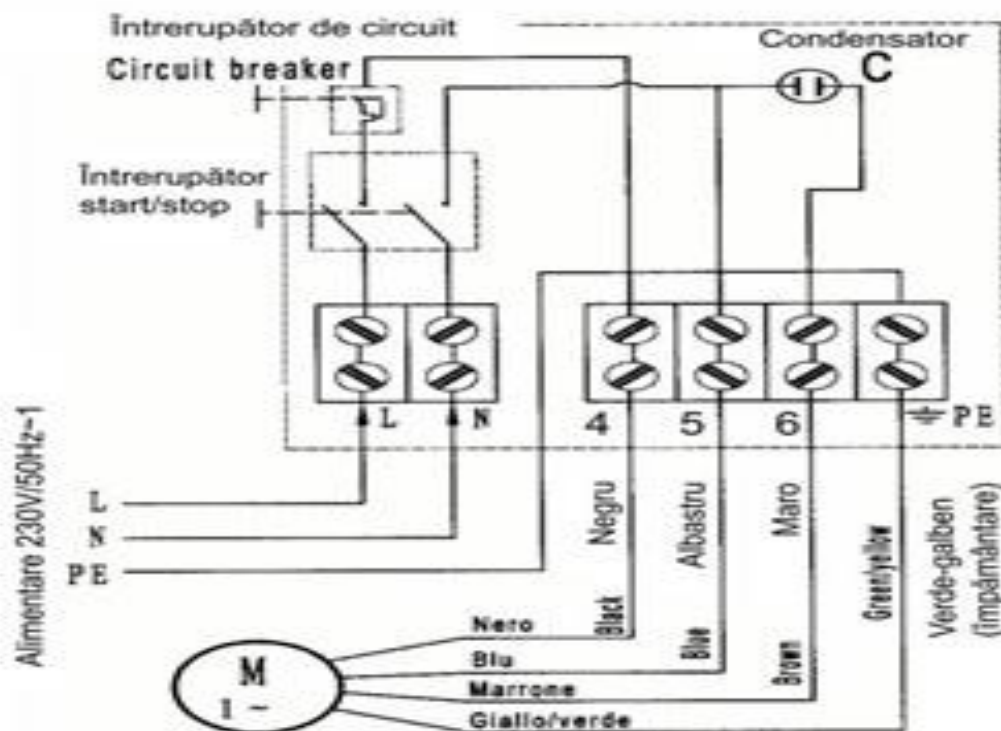 Întrerupător de circuit
Circuit breaker
Condensator
C
Întrerupător
start/stop
L
N
4
5
6
PE
Alimentare 230V/50Hz~1
L
N
PE
Negru
Black
Albastru
Blue
Maro
Brown
Green/yellow
Verde-galben
(împământare)
Nero
Blu
Marrone
Giallo/verde
M
1 ~